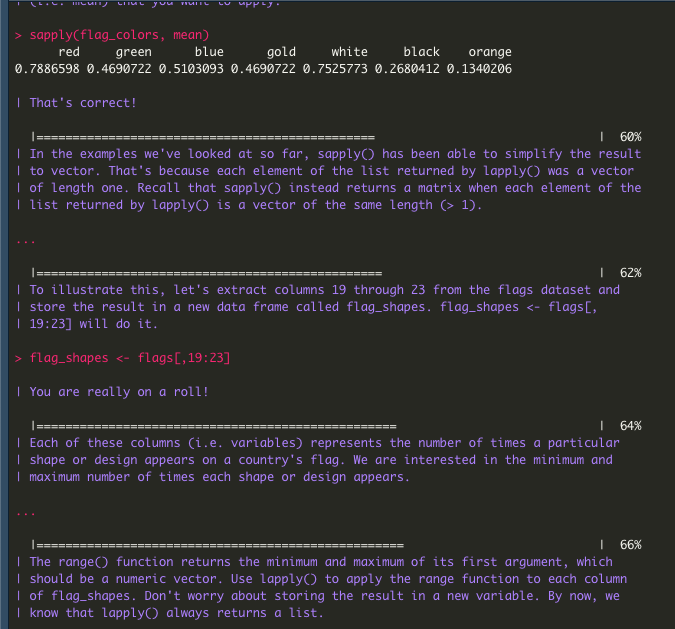 | (i.e. mean) that you want to apply.
> sapply(flag_colors, mean)
      red     green      blue      gold     white     black    orange
0.7886598 0.4690722 0.5103093 0.4690722 0.7525773 0.2680412 0.1340206
| That's correct!
  |===============================================                               |  60%
| In the examples we've looked at so far, sapply() has been able to simplify the result
| to vector. That's because each element of the list returned by lapply() was a vector
| of length one. Recall that sapply() instead returns a matrix when each element of the
| list returned by lapply() is a vector of the same length (> 1).
...
  |================================================                              |  62%
| To illustrate this, let's extract columns 19 through 23 from the flags dataset and
| store the result in a new data frame called flag_shapes. flag_shapes <- flags[,
| 19:23] will do it.
> flag_shapes <- flags[,19:23]
| You are really on a roll!
  |==================================================                            |  64%
| Each of these columns (i.e. variables) represents the number of times a particular
| shape or design appears on a country's flag. We are interested in the minimum and
| maximum number of times each shape or design appears.
...
  |===================================================                           |  66%
| The range() function returns the minimum and maximum of its first argument, which
| should be a numeric vector. Use lapply() to apply the range function to each column
| of flag_shapes. Don't worry about storing the result in a new variable. By now, we
| know that lapply() always returns a list.